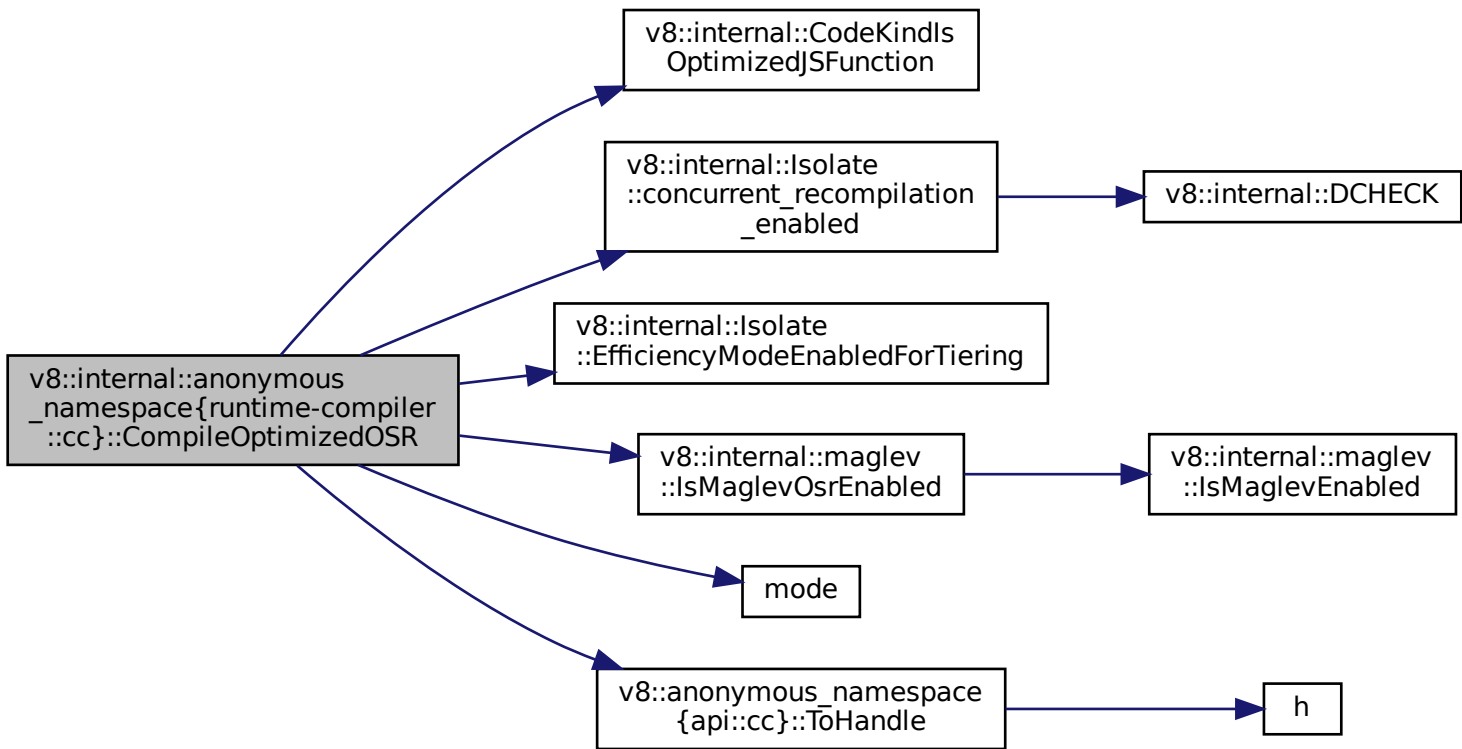 v8::internal::CodeKindIs
OptimizedJSFunction
v8::internal::Isolate
::concurrent_recompilation
_enabled
v8::internal::DCHECK
v8::internal::Isolate
::EfficiencyModeEnabledForTiering
v8::internal::anonymous
_namespace{runtime-compiler
::cc}::CompileOptimizedOSR
v8::internal::maglev
::IsMaglevOsrEnabled
v8::internal::maglev
::IsMaglevEnabled
mode
v8::anonymous_namespace
{api::cc}::ToHandle
h